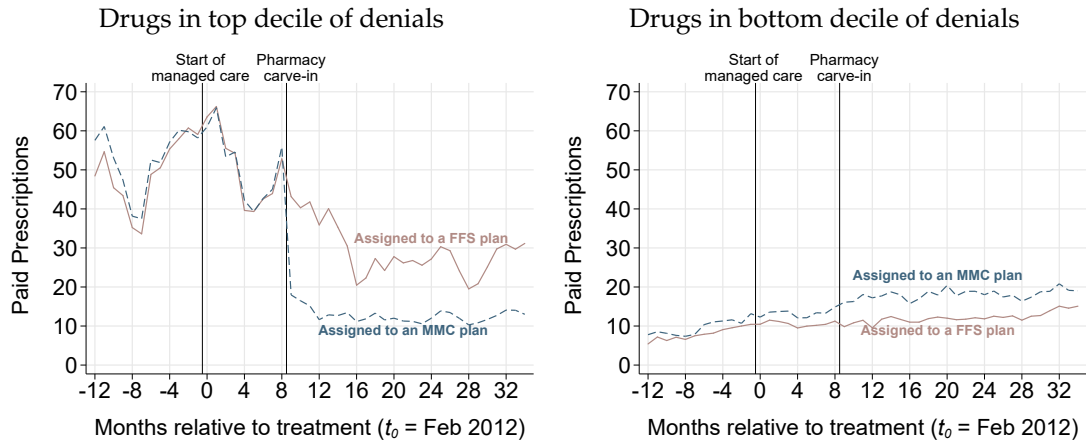 Drugs in top decile of denials
Start of
managed care
Pharmacy
carve-in
Paid Prescriptions
70
60
50
40
30
20
10
0
Assigned to a FFS plan
Assigned to an MMC plan
-12 -8 -4 0 4 8 12 16 20 24 28 32
Months relative to treatment (t₀ = Feb 2012)
Drugs in bottom decile of denials
Start of
managed care
Pharmacy
carve-in
Paid Prescriptions
70
60
50
40
30
20
10
0
Assigned to an MMC plan
Assigned to a FFS plan
-12 -8 -4 0 4 8 12 16 20 24 28 32
Months relative to treatment (t₀ = Feb 2012)